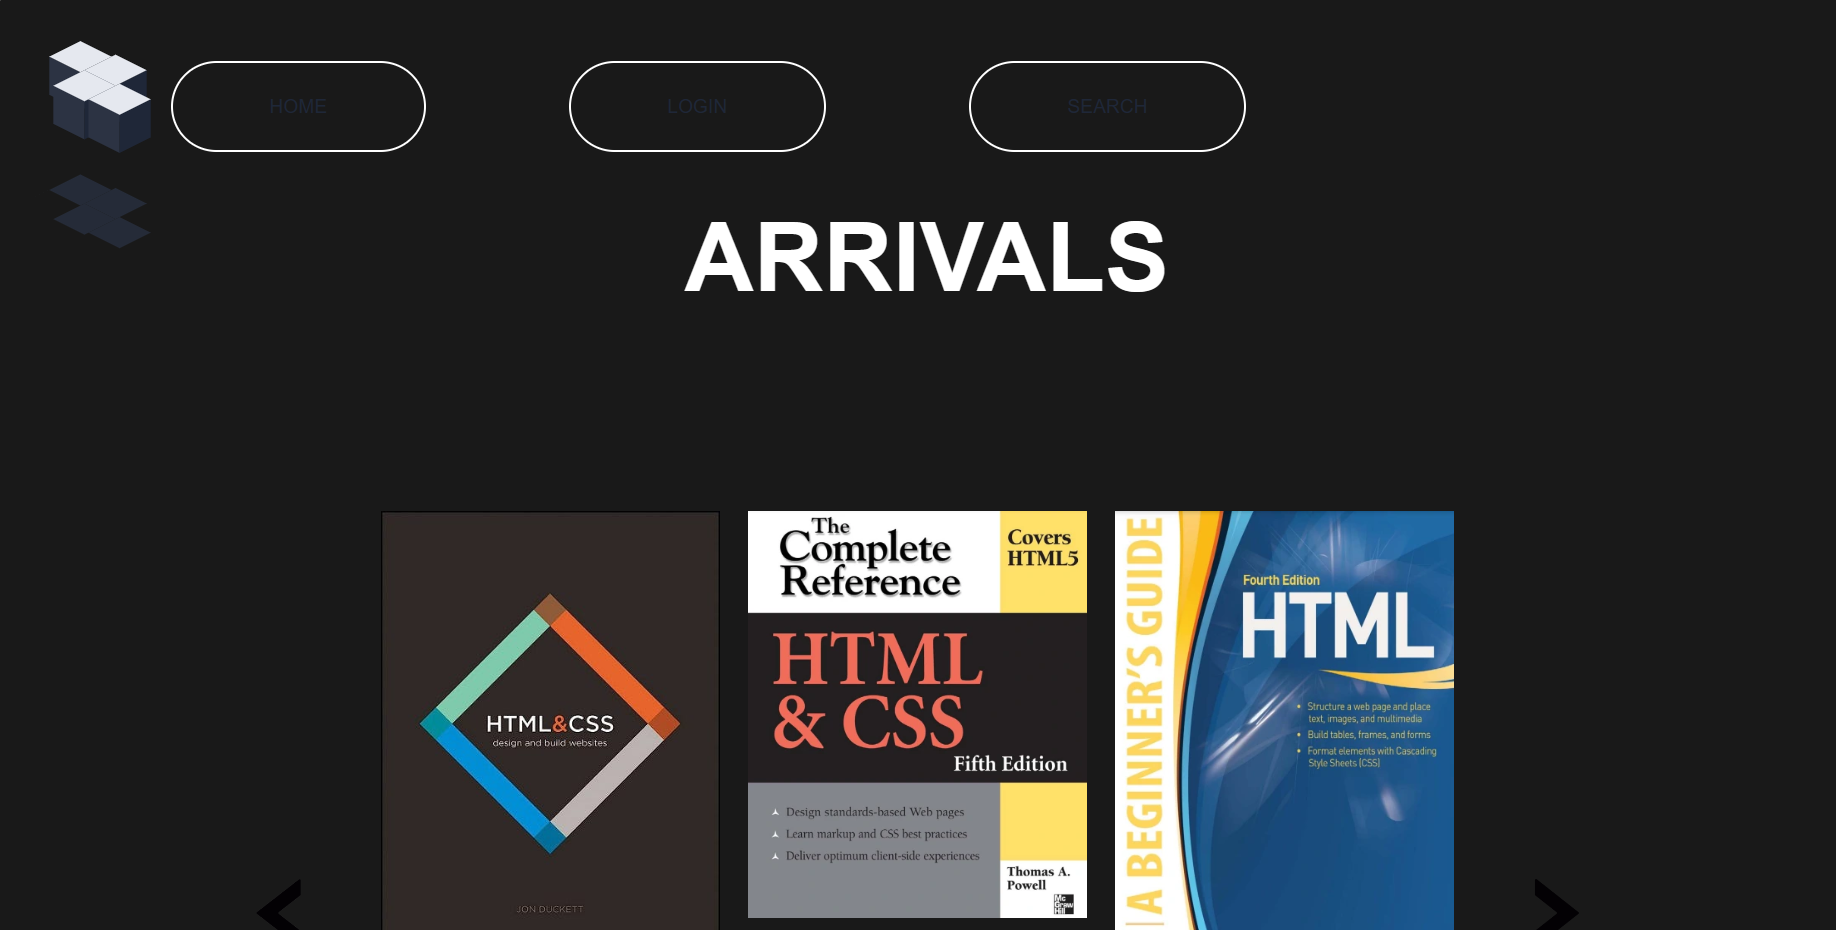 HOME
LOGIN
SEARCH
ARRIVALS
HTML&CSS
design and build websites
JON DUCKETT
The
Complete
Reference
Covers
HTML5
HTML
& CSS
Fifth Edition
Design standards-based Web pages
Learn markup and CSS best practices
Deliver optimum client-side experiences
Thomas A.
Powell
Mc
Graw
Hill
A BEGINNER'S GUIDE
Fourth Edition
HTML
• Structure a web page and place
text, images, and multimedia
• Build tables, frames, and forms
• Format elements with Cascading
Style Sheets (CSS)